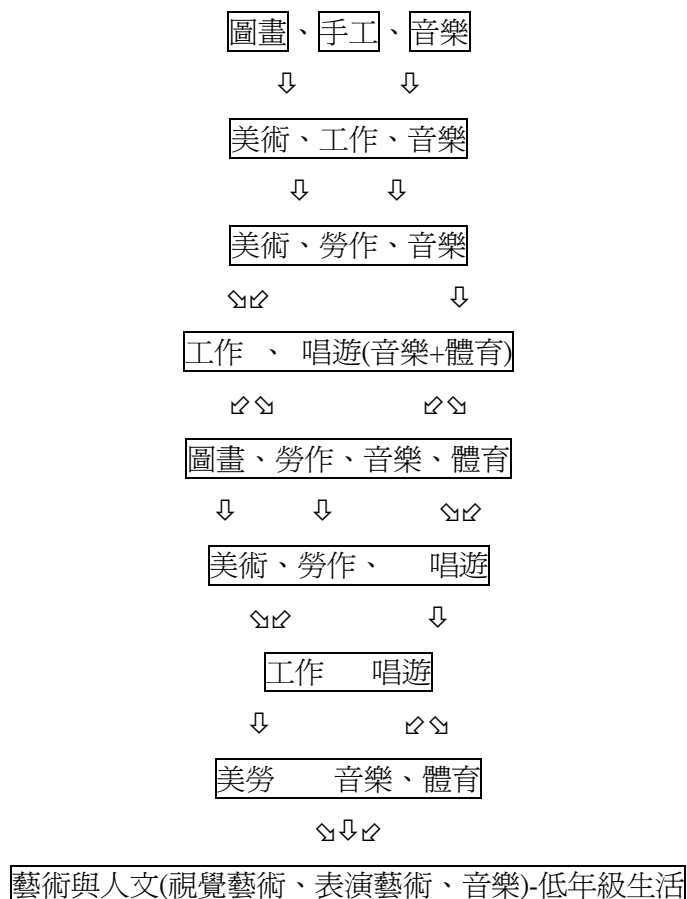 圖畫、手工、音樂
⇩ ⇩
美術、工作、音樂
⇩ ⇩
美術、勞作、音樂
⬂⬃ ⇩
工作 、 唱遊(音樂+體育)
⬃⬂ ⬃⬂
圖畫、勞作、音樂、體育
⇩ ⇩ ⬂⬃
美術、勞作、 唱遊
⬂⬃ ⇩
工作 唱遊
⇩ ⬃⬂
美勞 音樂、體育
⬂⇩⬃
藝術與人文(視覺藝術、表演藝術、音樂)-低年級生活